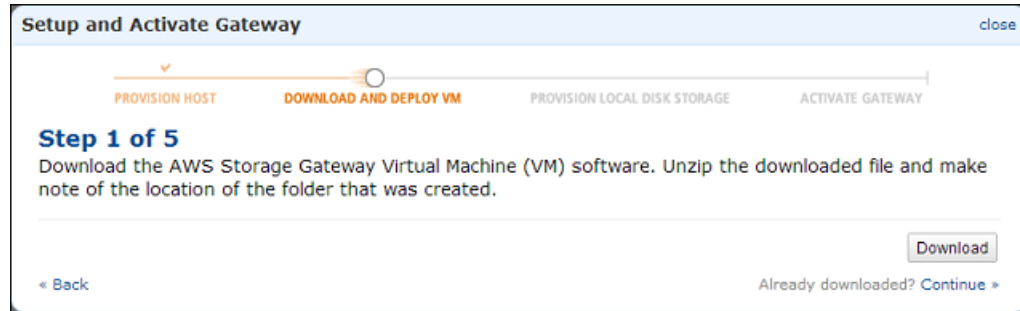 Setup and Activate Gateway close
PROVISION HOST DOWNLOAD AND DEPLOY VM PROVISION LOCAL DISK STORAGE ACTIVATE GATEWAY
Step 1 of 5
Download the AWS Storage Gateway Virtual Machine (VM) software. Unzip the downloaded file and make
note of the location of the folder that was created.
Download
« Back Already downloaded? Continue »